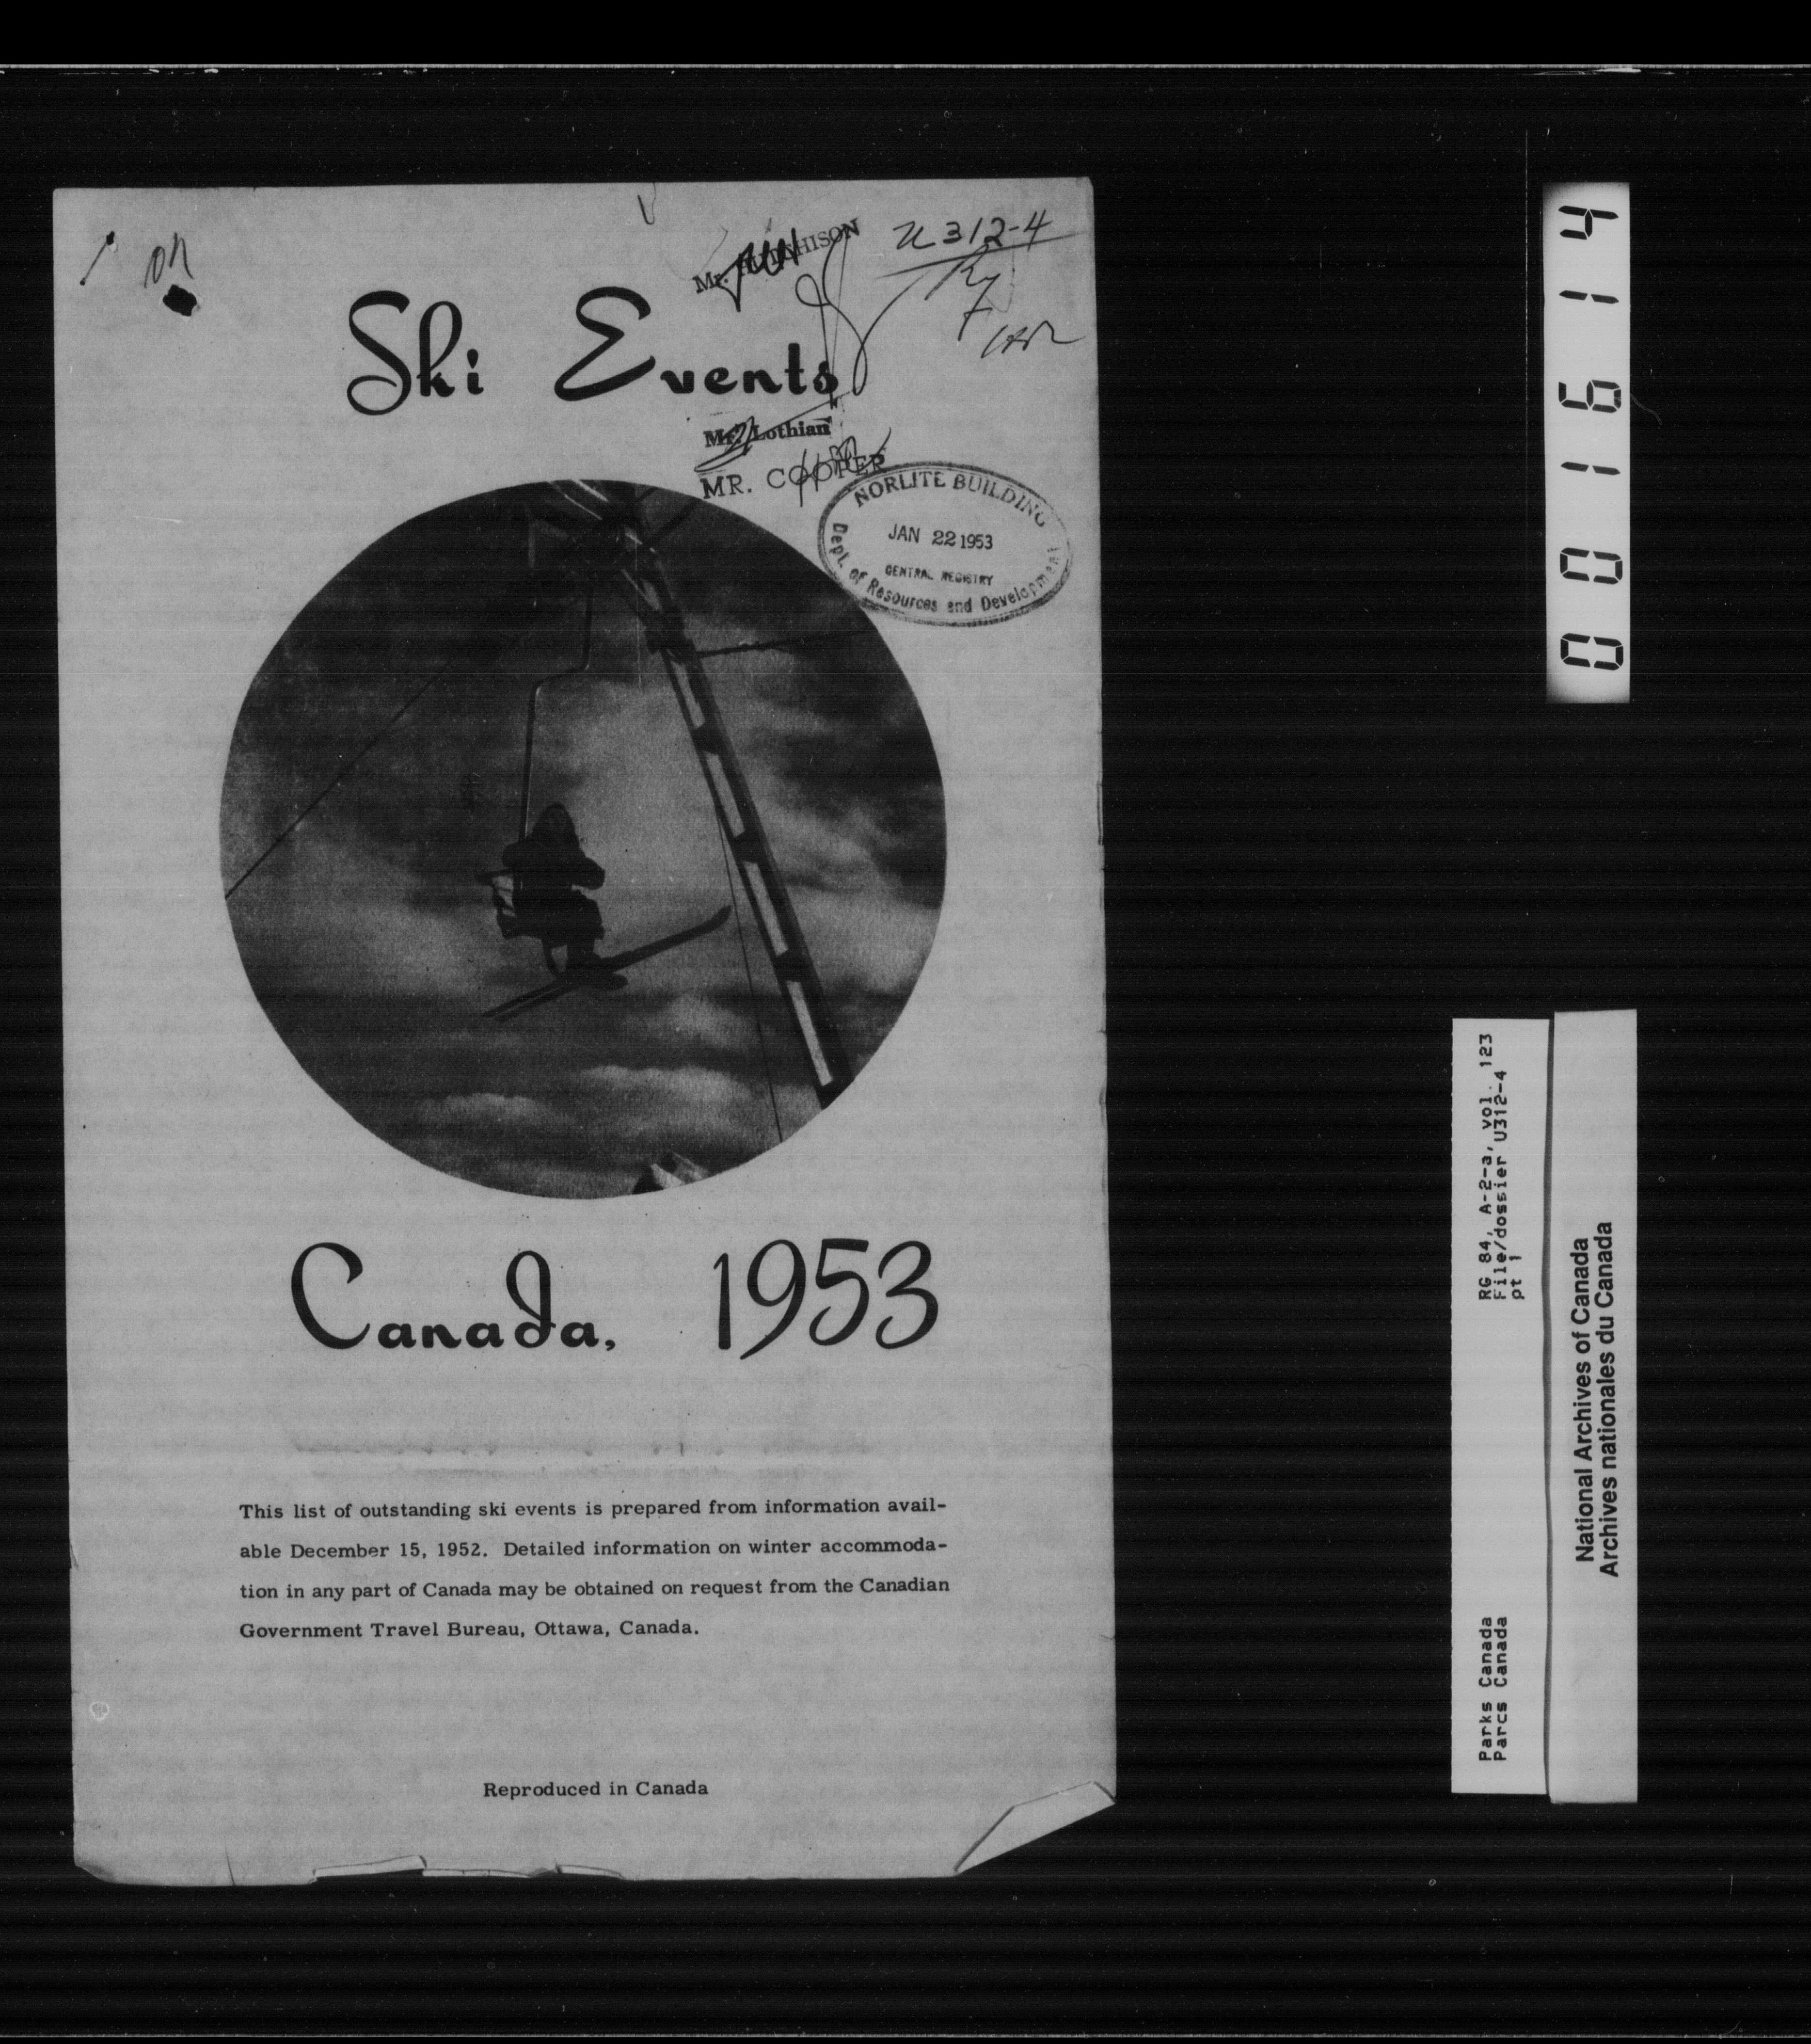 on
Mr. HUTCHISON
U312-4
Ski Events
Mr. Lothian
MR. COOPER
NORLITE BUILDING
JAN 22 1953
CENTRAL REGISTRY
Dept. of Resources and Development
Canada, 1953
This list of outstanding ski events is prepared from information avail-
able December 15, 1952. Detailed information on winter accommoda-
tion in any part of Canada may be obtained on request from the Canadian
Government Travel Bureau, Ottawa, Canada.
Reproduced in Canada
001614
RG 84, A-2-a, vol. 123
File/dossier U312-4
pt 1
Parks Canada
Parcs Canada
National Archives of Canada
Archives nationales du Canada